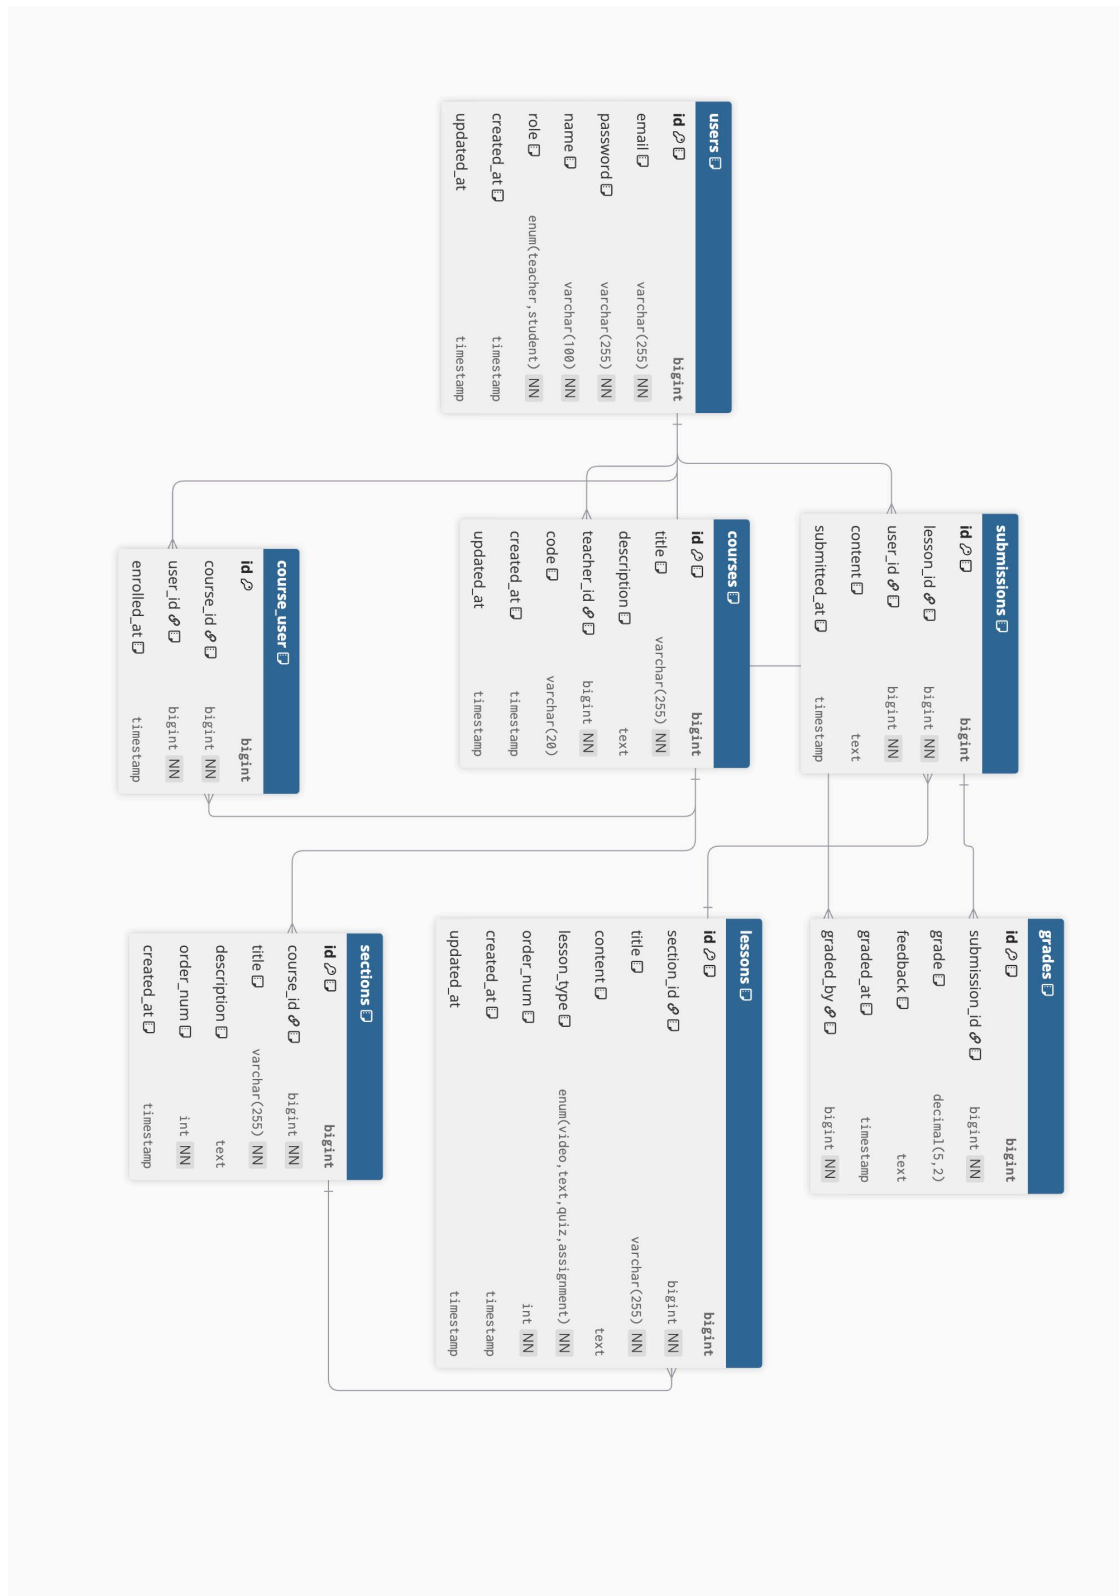 users
id bigint
email varchar(255) NN
password varchar(255) NN
name varchar(100) NN
role enum(teacher,student) NN
created_at timestamp
updated_at timestamp
submissions
id bigint
lesson_id bigint NN
user_id bigint NN
content text
submitted_at timestamp
courses
id bigint
title varchar(255) NN
description text
teacher_id bigint NN
code varchar(20)
created_at timestamp
updated_at timestamp
course_user
id bigint
course_id bigint NN
user_id bigint NN
enrolled_at timestamp
grades
id bigint
submission_id bigint NN
grade decimal(5,2)
feedback text
graded_at timestamp
graded_by bigint NN
lessons
id bigint
section_id bigint NN
title varchar(255) NN
content text
lesson_type enum(video,text,quiz,assignment) NN
order_num int NN
created_at timestamp
updated_at timestamp
sections
id bigint
course_id bigint NN
title varchar(255) NN
description text
order_num int NN
created_at timestamp